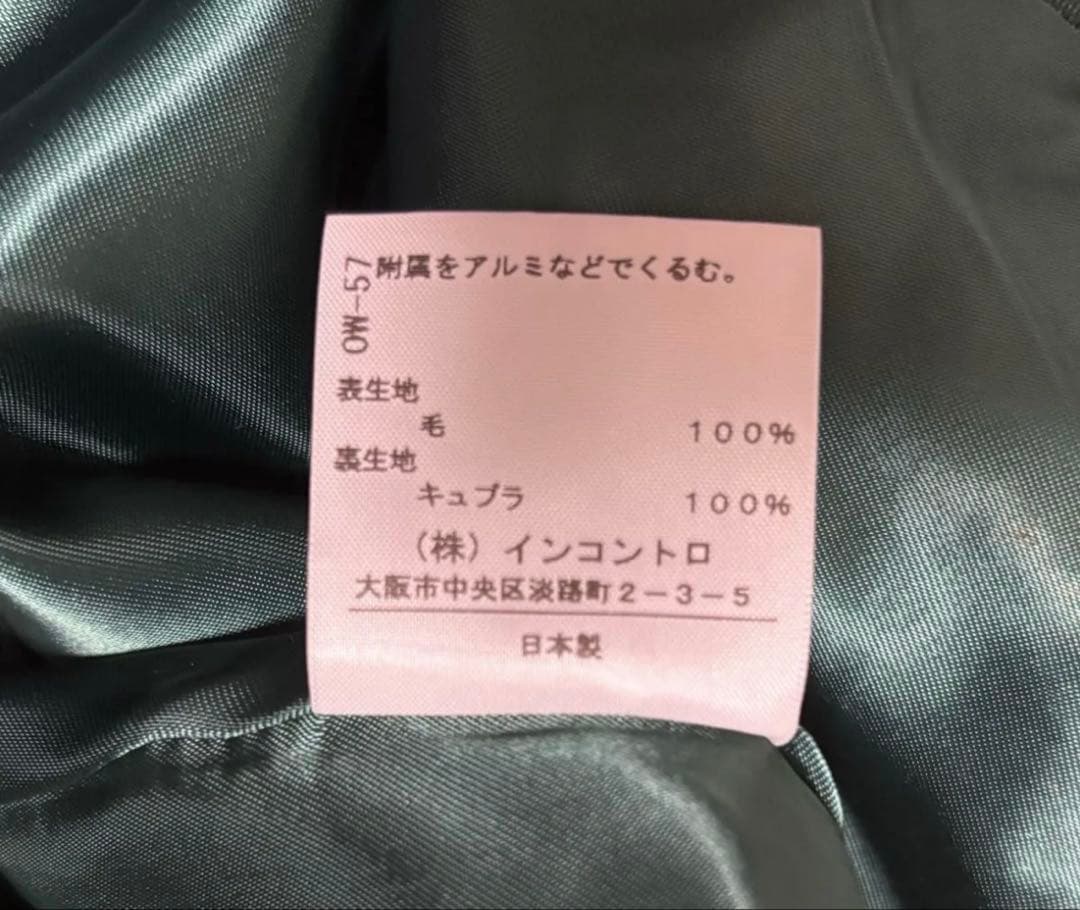 附属をアルミなどでくるむ。
OW-57
表生地
毛 100%
裏生地
キュプラ 100%
(株)インコントロ
大阪市中央区淡路町2-3-5
日本製